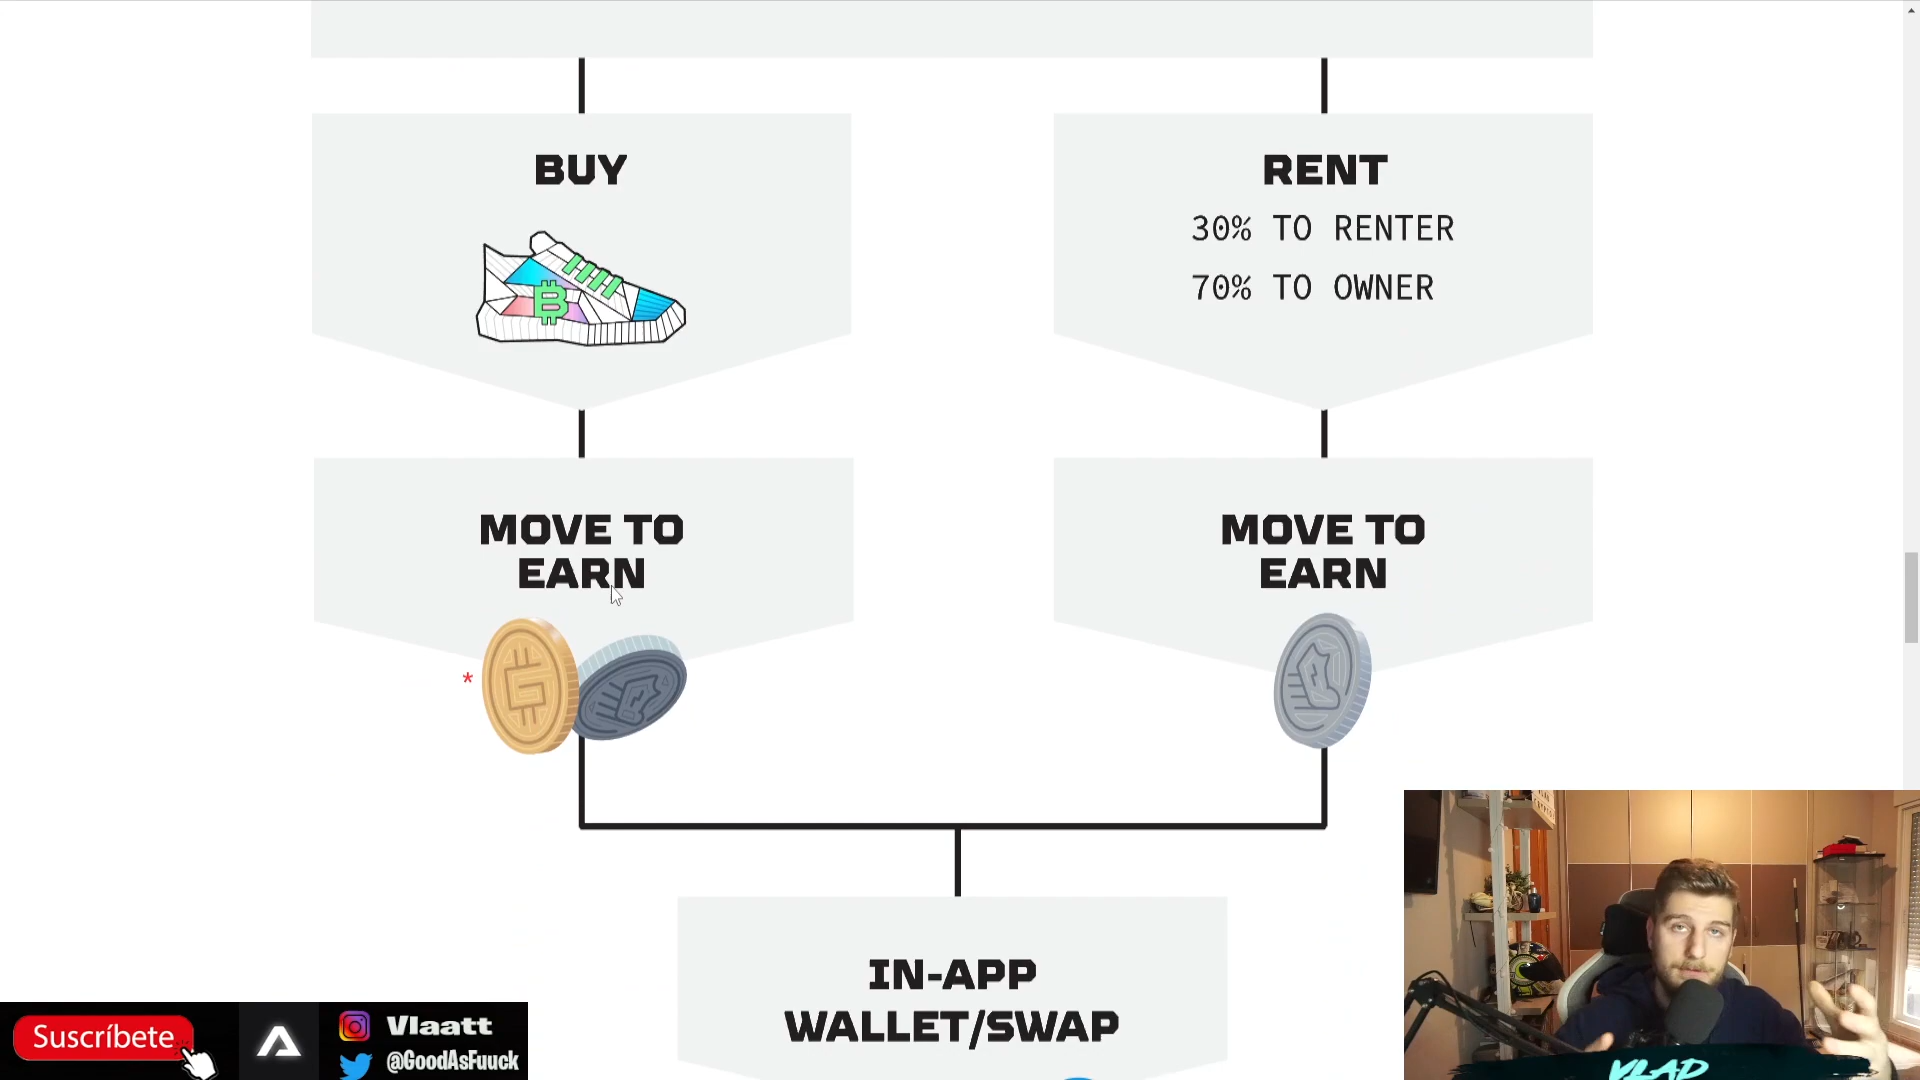 BUY
RENT
30% TO RENTER
70% TO OWNER
MOVE TO
EARN
MOVE TO
EARN
*
IN-APP
WALLET/SWAP
Suscríbete
Vlaatt
@GoodAsFuuck
VLAD